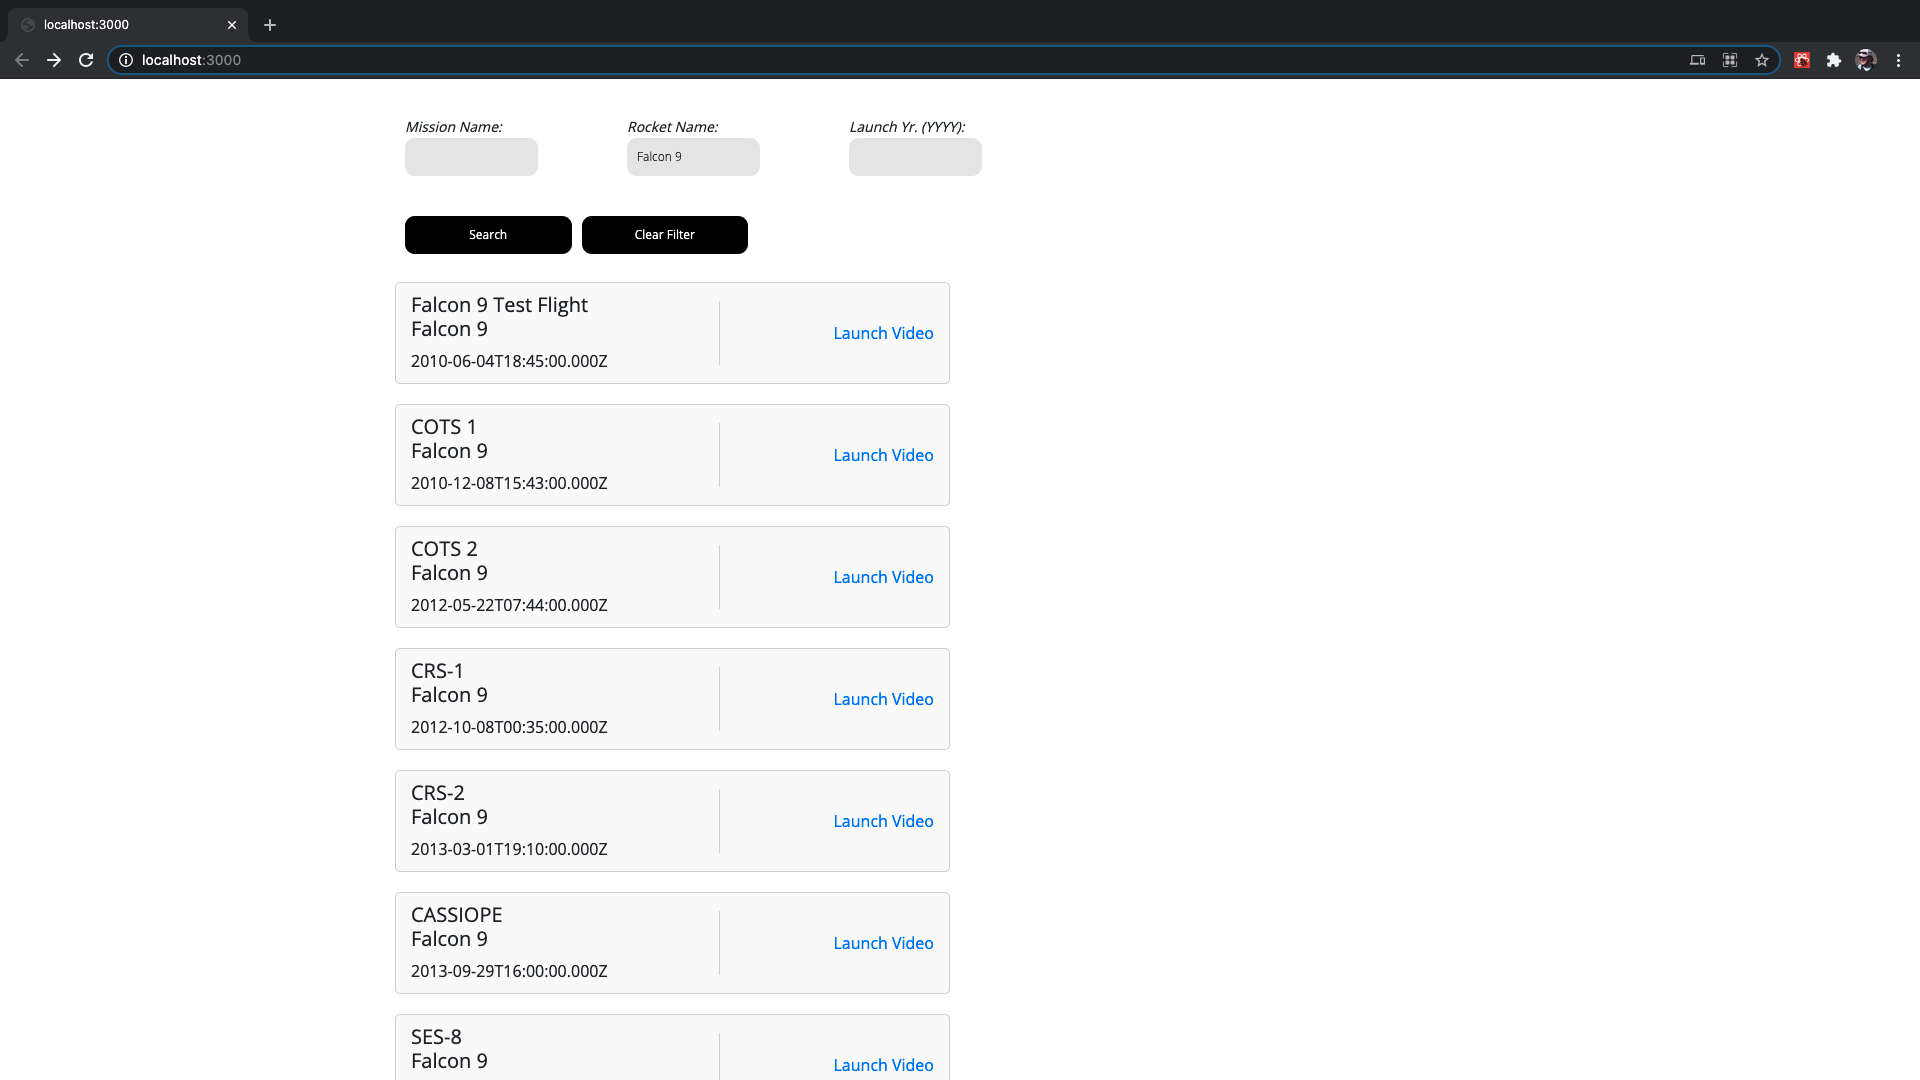 localhost:3000
localhost:3000
Mission Name: Rocket Name: Launch Yr. (YYYY):
Falcon 9
Search Clear Filter
Falcon 9 Test Flight
Falcon 9
Launch Video
2010-06-04T18:45:00.000Z
COTS 1
Falcon 9
Launch Video
2010-12-08T15:43:00.000Z
COTS 2
Falcon 9
Launch Video
2012-05-22T07:44:00.000Z
CRS-1
Falcon 9
Launch Video
2012-10-08T00:35:00.000Z
CRS-2
Falcon 9
Launch Video
2013-03-01T19:10:00.000Z
CASSIOPE
Falcon 9
Launch Video
2013-09-29T16:00:00.000Z
SES-8
Falcon 9
Launch Video